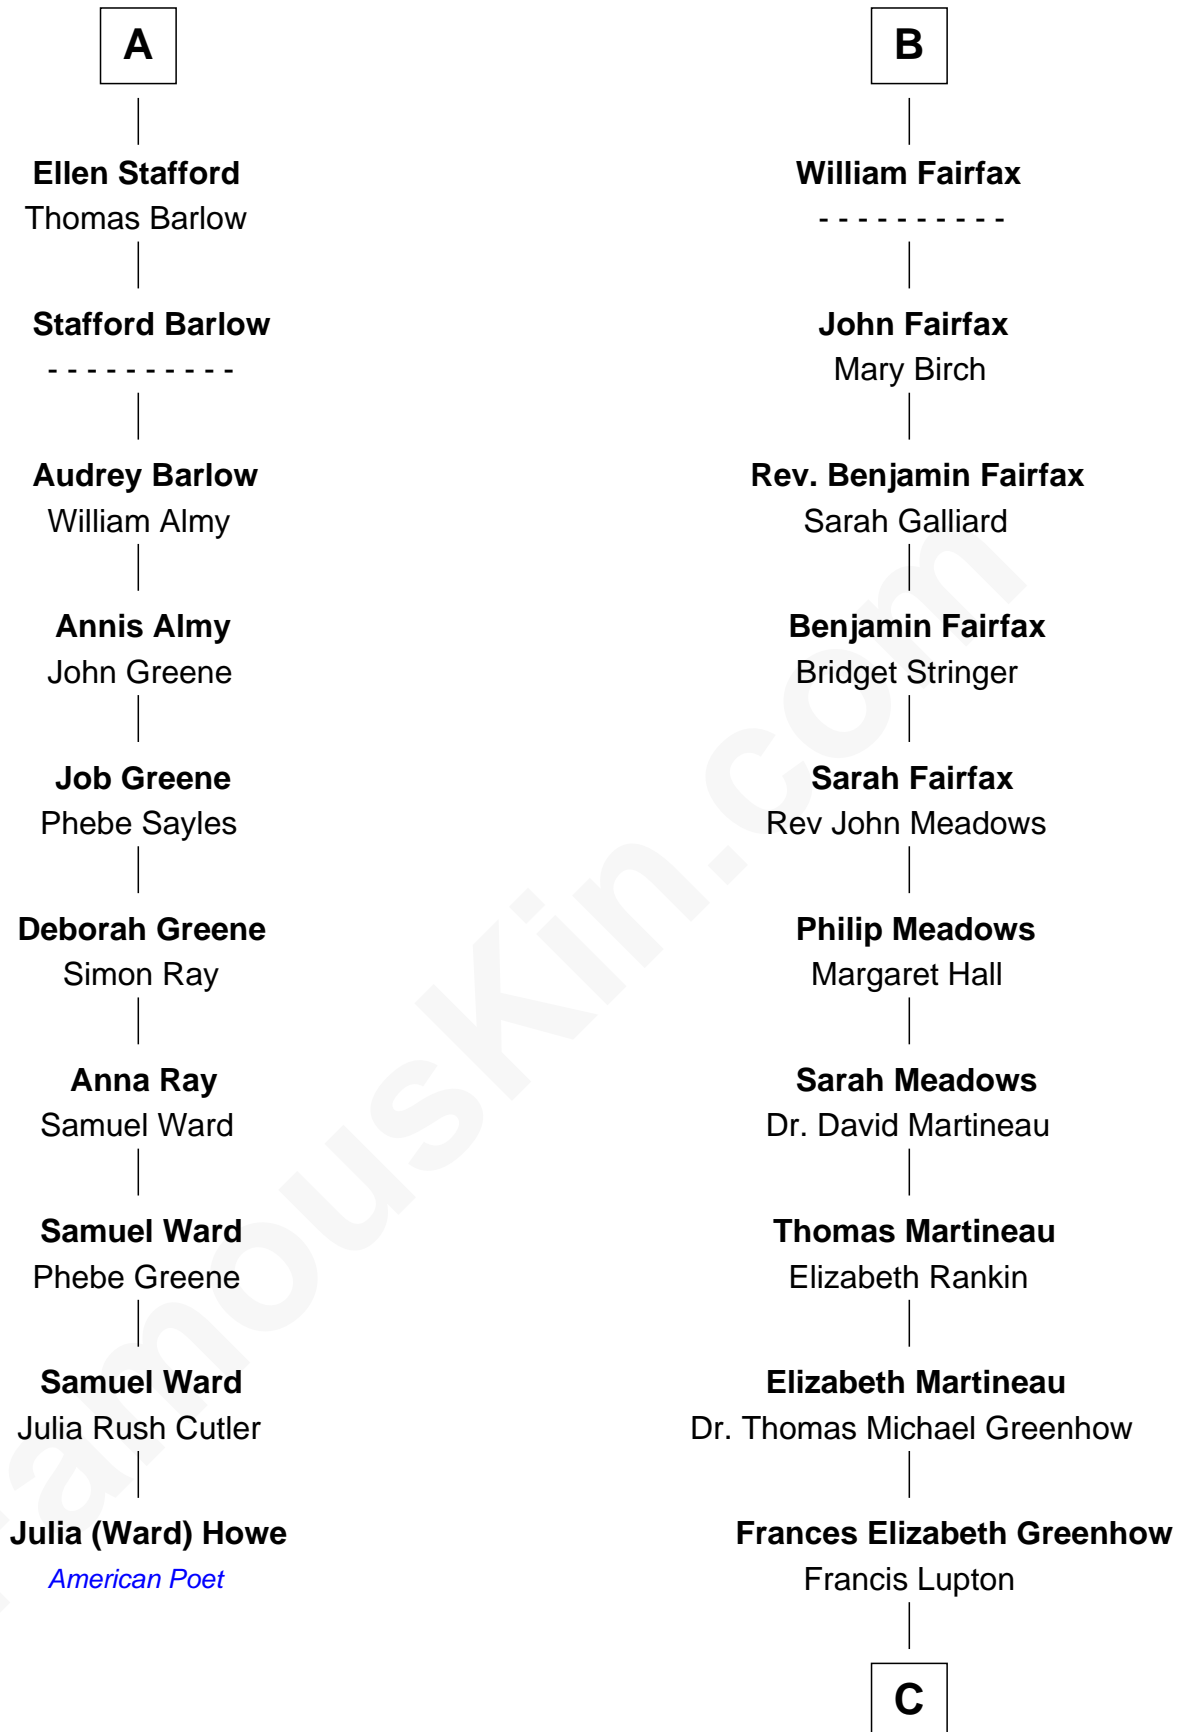 A
Ellen Stafford
Thomas Barlow
Stafford Barlow
- - - - - - - - - -
Audrey Barlow
William Almy
Annis Almy
John Greene
Job Greene
Phebe Sayles
Deborah Greene
Simon Ray
Anna Ray
Samuel Ward
Samuel Ward
Phebe Greene
Samuel Ward
Julia Rush Cutler
Julia (Ward) Howe
American Poet
B
William Fairfax
- - - - - - - - - -
John Fairfax
Mary Birch
Rev. Benjamin Fairfax
Sarah Galliard
Benjamin Fairfax
Bridget Stringer
Sarah Fairfax
Rev John Meadows
Philip Meadows
Margaret Hall
Sarah Meadows
Dr. David Martineau
Thomas Martineau
Elizabeth Rankin
Elizabeth Martineau
Dr. Thomas Michael Greenhow
Frances Elizabeth Greenhow
Francis Lupton
C
FamousKin.com